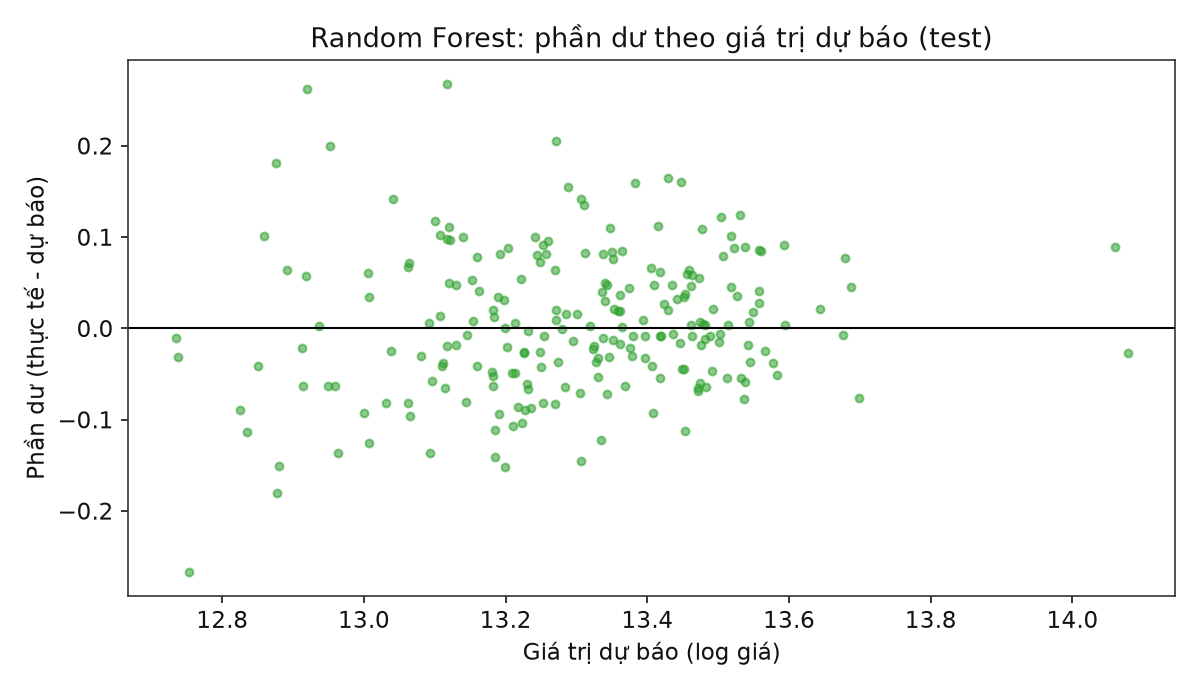 Random Forest: phần dư theo giá trị dự báo (test)
Phần dư (thực tế - dự báo)
0.2
0.1
0.0
−0.1
−0.2
12.8 13.0 13.2 13.4 13.6 13.8 14.0
Giá trị dự báo (log giá)